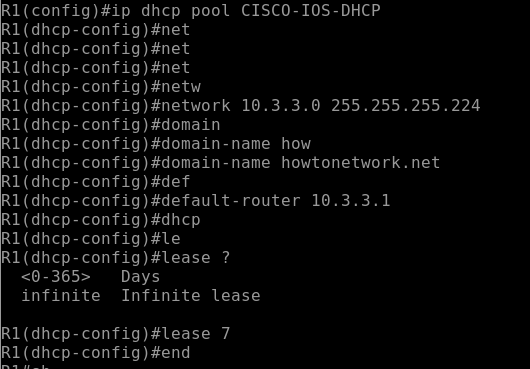 R1(config)#ip dhcp pool CISCO-IOS-DHCP
R1(dhcp-config)#net
R1(dhcp-config)#net
R1(dhcp-config)#net
R1(dhcp-config)#netw
R1(dhcp-config)#network 10.3.3.0 255.255.255.224
R1(dhcp-config)#domain
R1(dhcp-config)#domain-name how
R1(dhcp-config)#domain-name howtonetwork.net
R1(dhcp-config)#def
R1(dhcp-config)#default-router 10.3.3.1
R1(dhcp-config)#dhcp
R1(dhcp-config)#le
R1(dhcp-config)#lease ?
  <0-365>   Days
  infinite  Infinite lease

R1(dhcp-config)#lease 7
R1(dhcp-config)#end